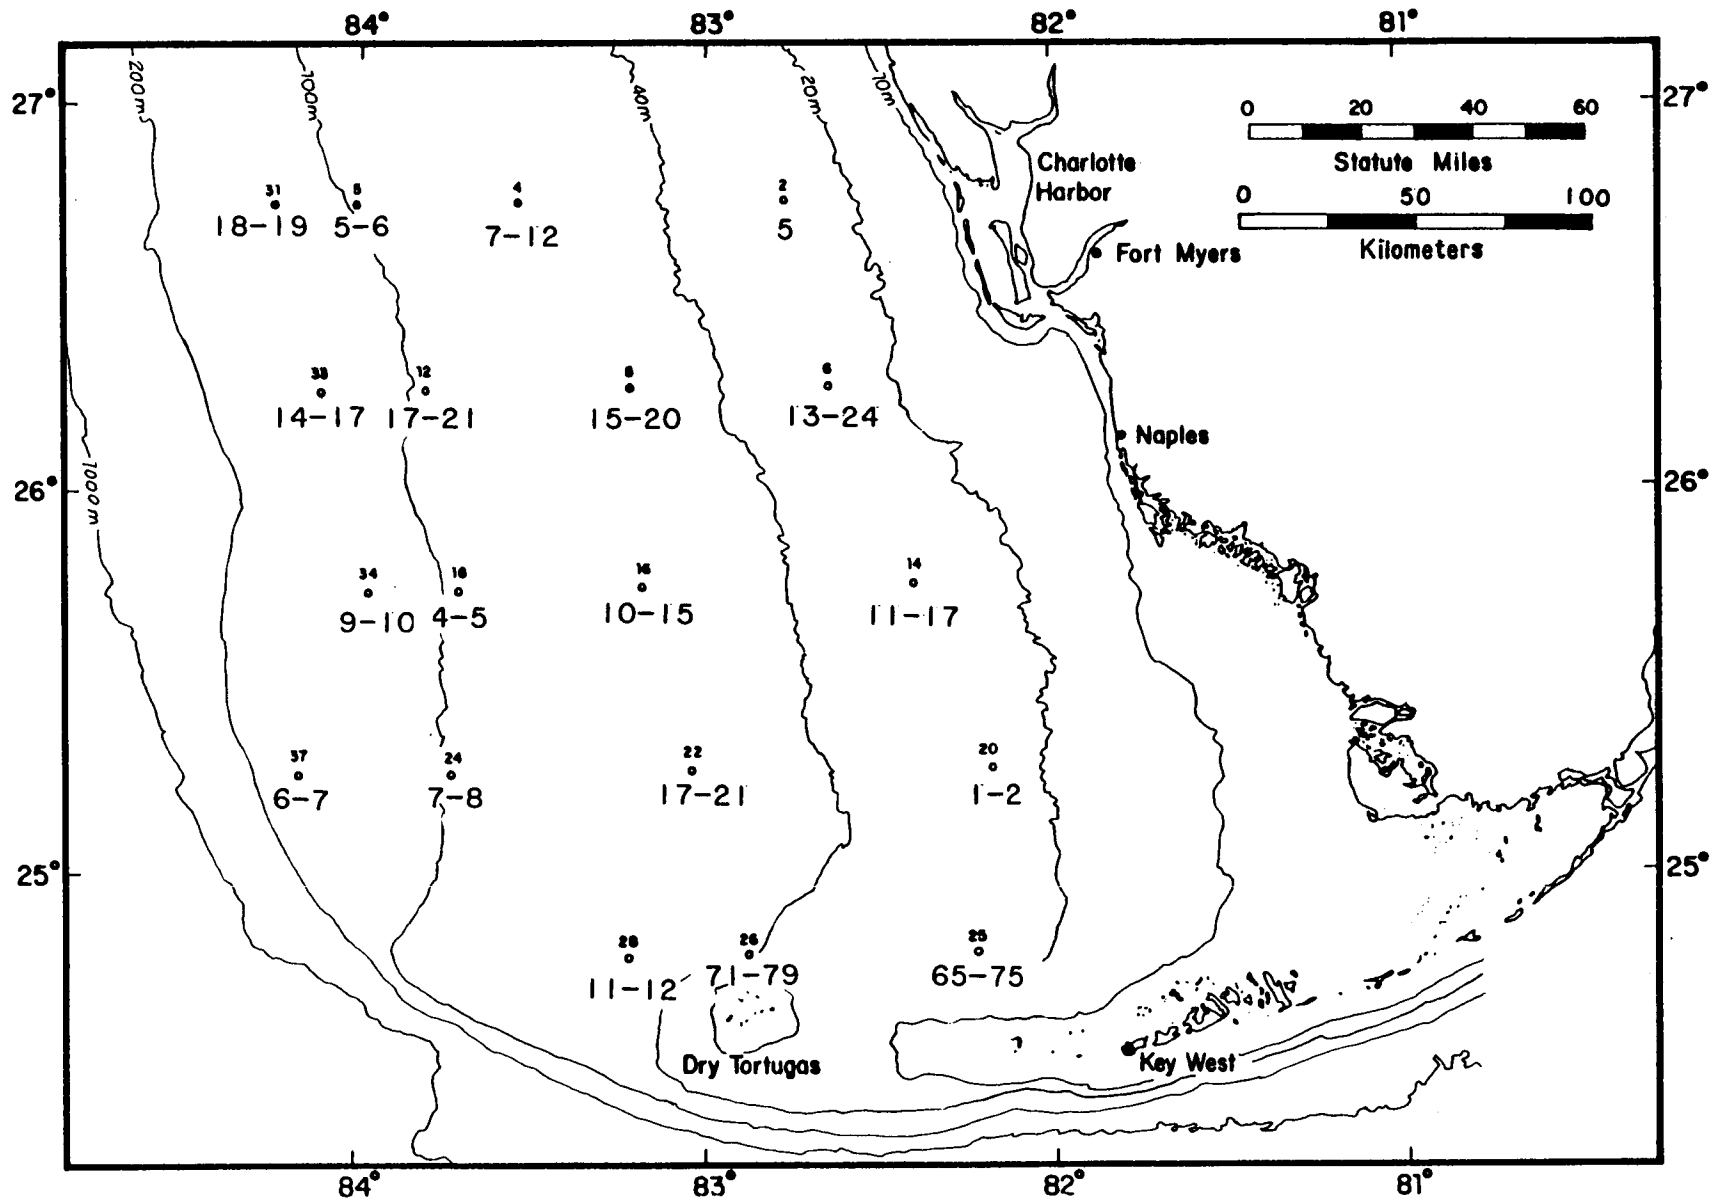 84° 83° 82° 81°
200m 100m 40m 20m 10m
27° 27°
0 20 40 60
Statute Miles
0 50 100
Kilometers
Charlotte
Harbor
31 4 2
18-19 5-6 7-12 5
Fort Myers
33 12 8 6
14-17 17-21 15-20 13-24
Naples
1000m
26° 26°
34 16 14
9-10 4-5 10-15 11-17
37 24 22 20
6-7 7-8 17-21 1-2
25° 25°
28 26 25
11-12 71-79 65-75
Dry Tortugas Key West
84° 83° 82° 81°